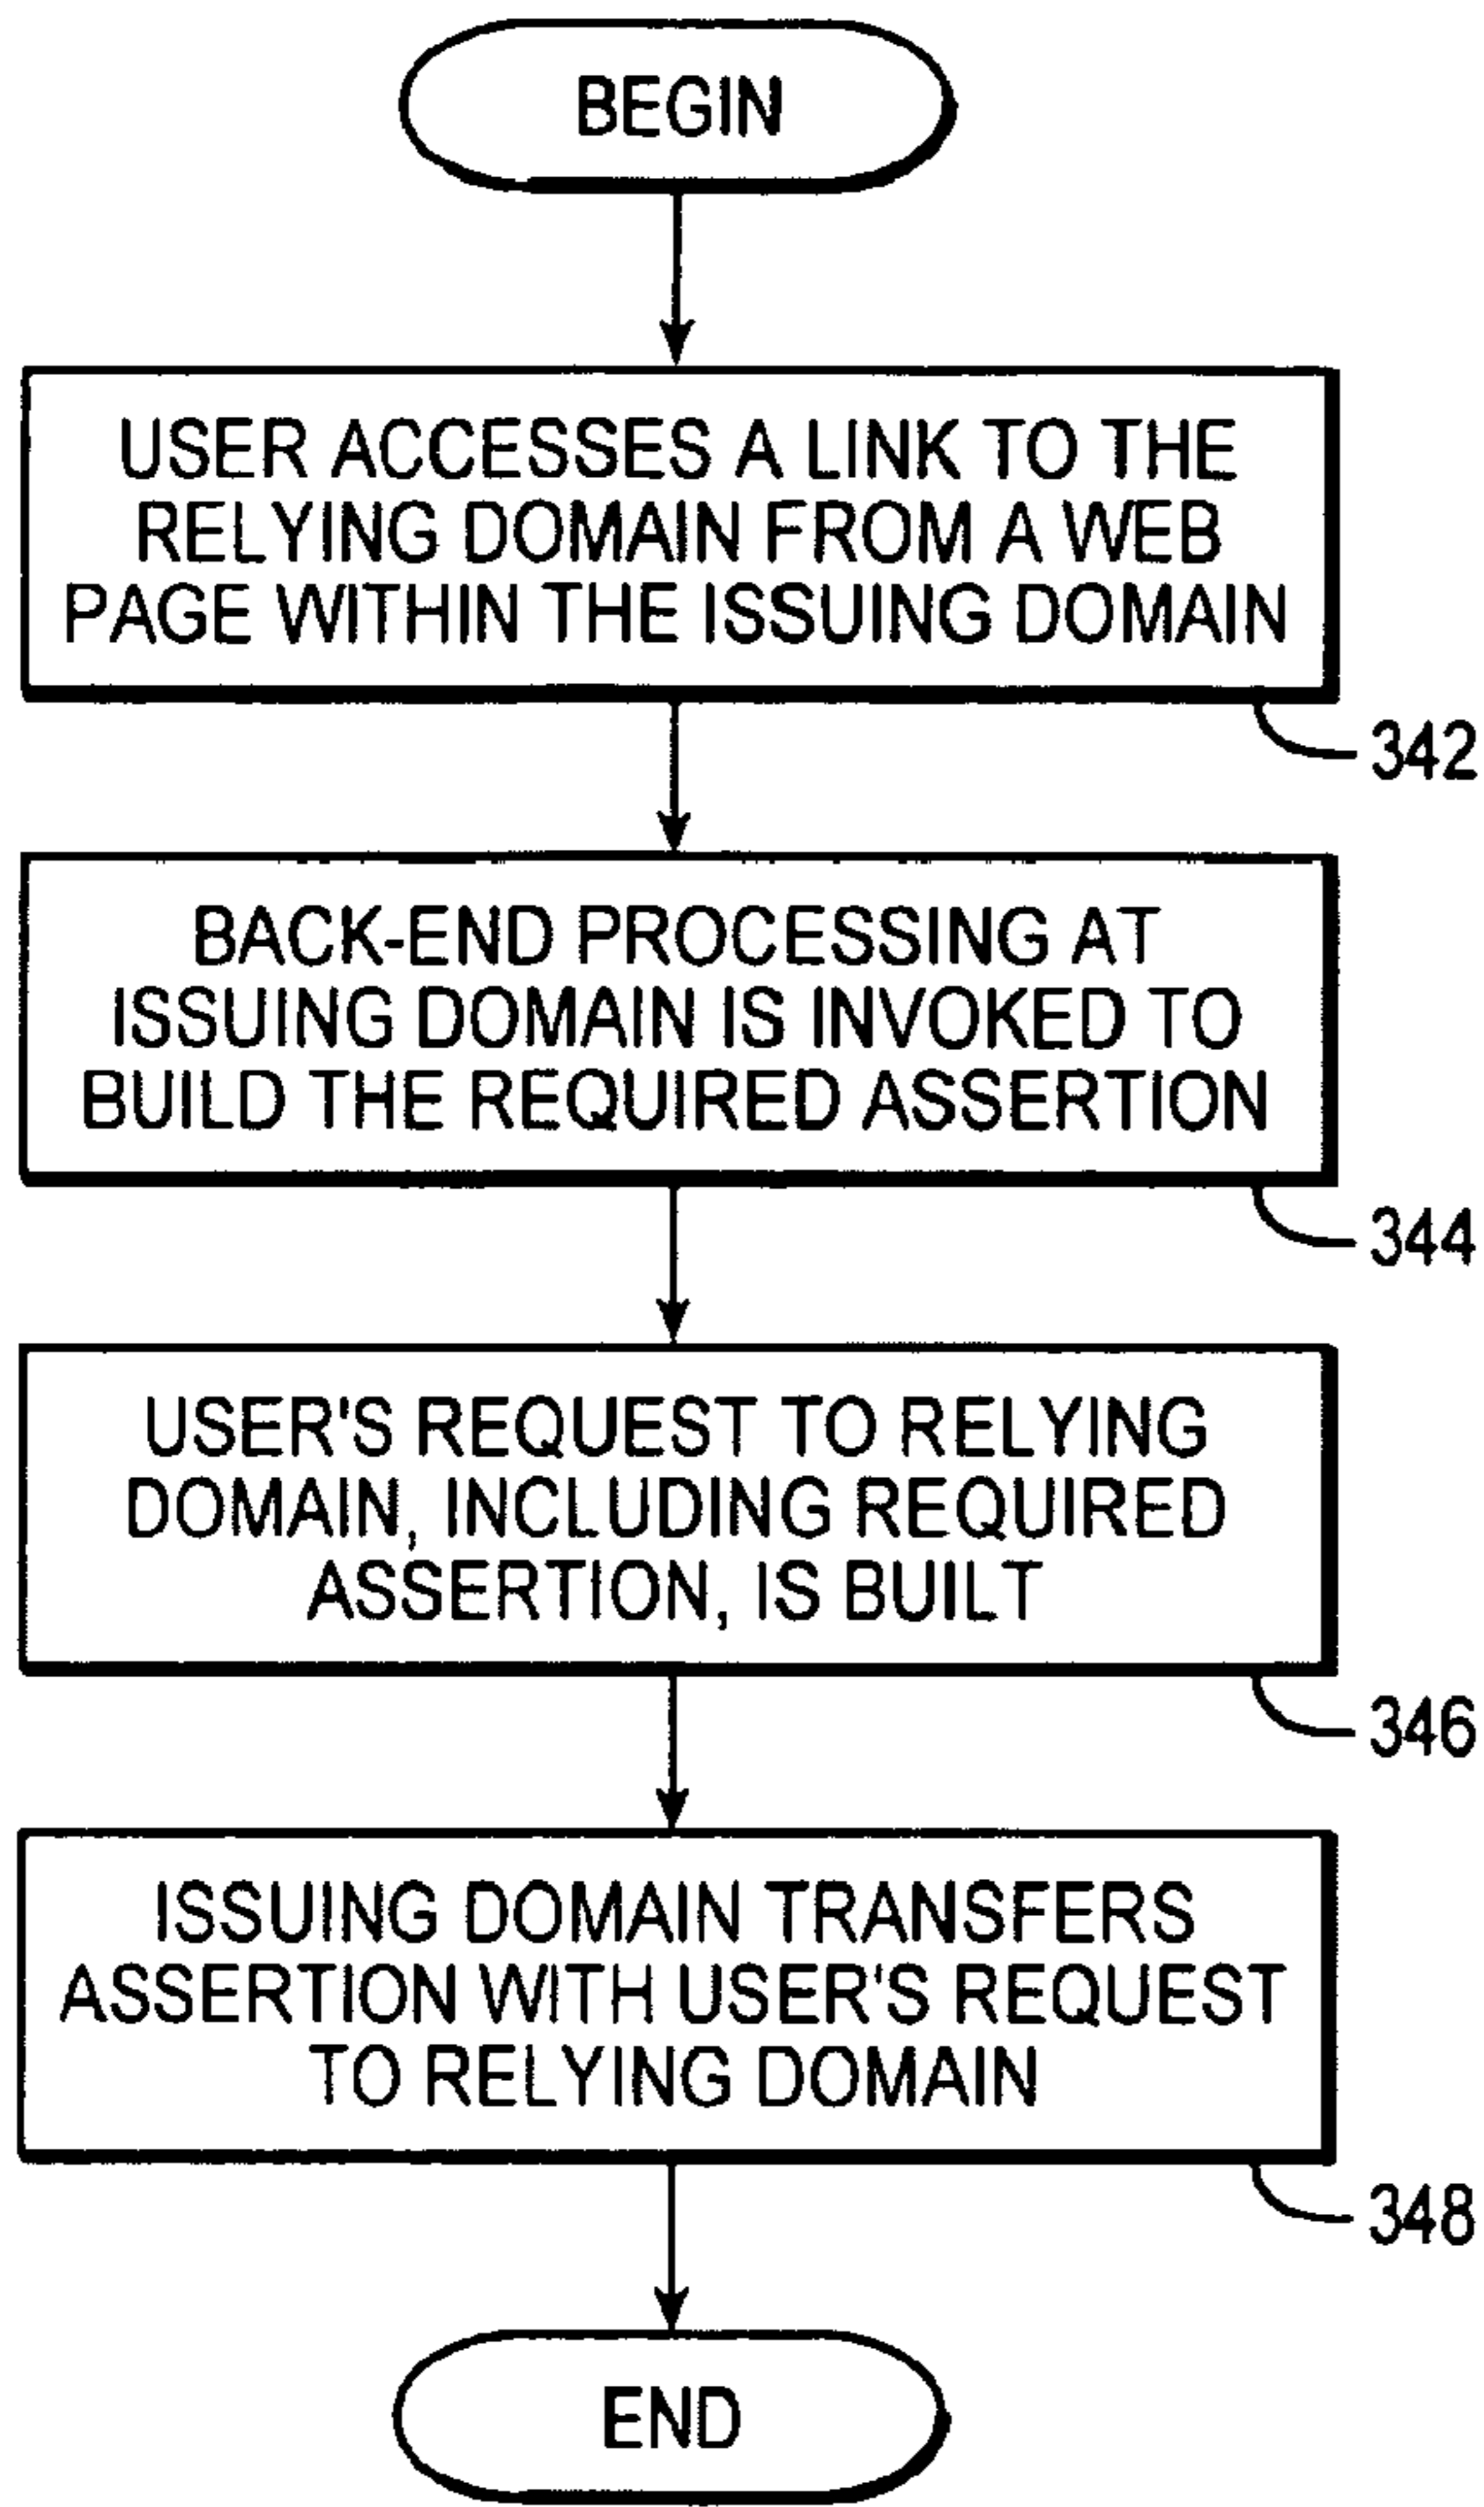 BEGIN
USER ACCESSES A LINK TO THE
RELYING DOMAIN FROM A WEB
PAGE WITHIN THE ISSUING DOMAIN
342
BACK-END PROCESSING AT
ISSUING DOMAIN IS INVOKED TO
BUILD THE REQUIRED ASSERTION
344
USER'S REQUEST TO RELYING
DOMAIN, INCLUDING REQUIRED
ASSERTION, IS BUILT
346
ISSUING DOMAIN TRANSFERS
ASSERTION WITH USER'S REQUEST
TO RELYING DOMAIN
348
END